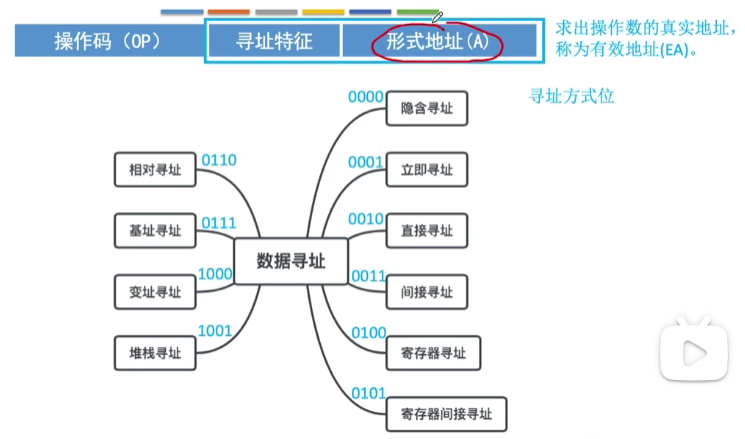 操作码（OP）
寻址特征
形式地址(A)
求出操作数的真实地址，
称为有效地址(EA)。
寻址方式位
0000
隐含寻址
0001
立即寻址
0010
直接寻址
0011
间接寻址
0100
寄存器寻址
0101
寄存器间接寻址
数据寻址
0110
相对寻址
0111
基址寻址
1000
变址寻址
1001
堆栈寻址